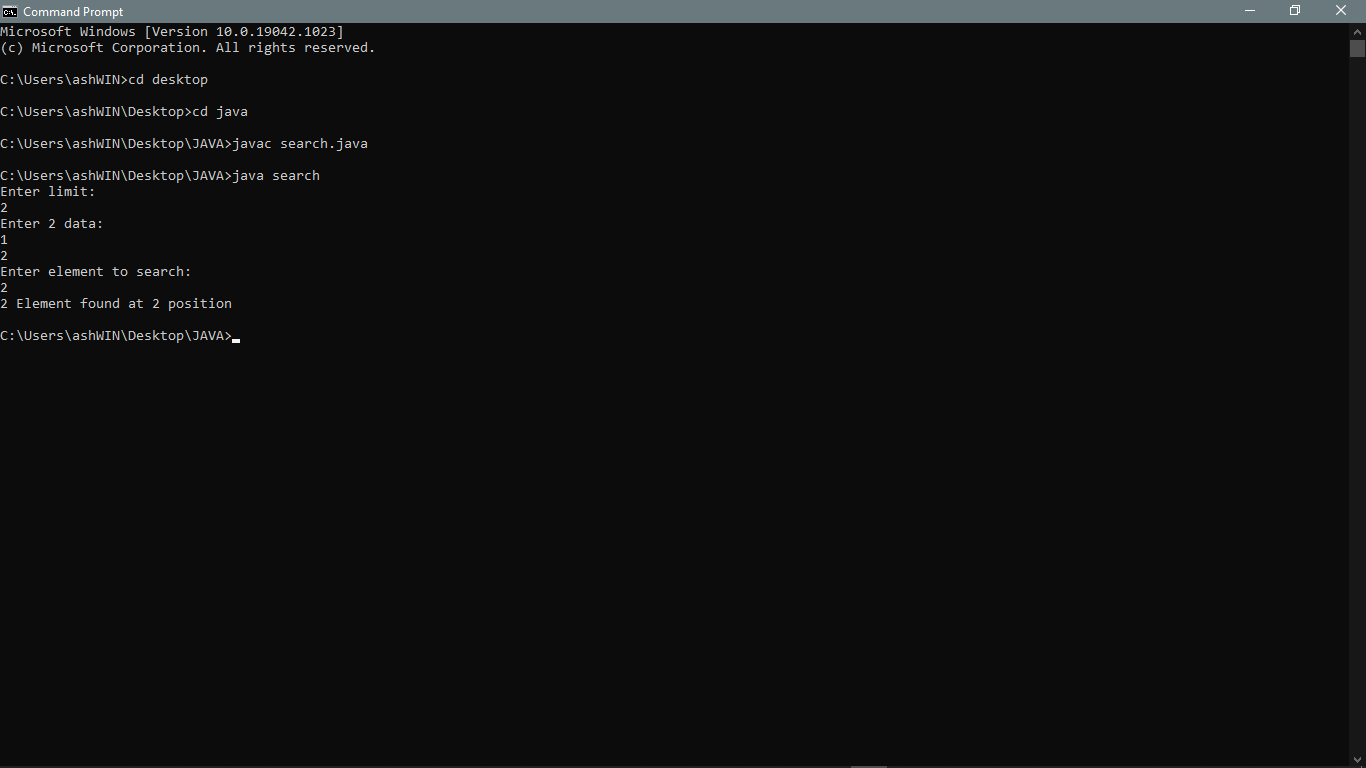 Command Prompt
Microsoft Windows [Version 10.0.19042.1023]
(c) Microsoft Corporation. All rights reserved.
C:\Users\ashWIN>cd desktop
C:\Users\ashWIN\Desktop>cd java
C:\Users\ashWIN\Desktop\JAVA>javac search.java
C:\Users\ashWIN\Desktop\JAVA>java search
Enter limit:
2
Enter 2 data:
1
2
Enter element to search:
2
2 Element found at 2 position
C:\Users\ashWIN\Desktop\JAVA>